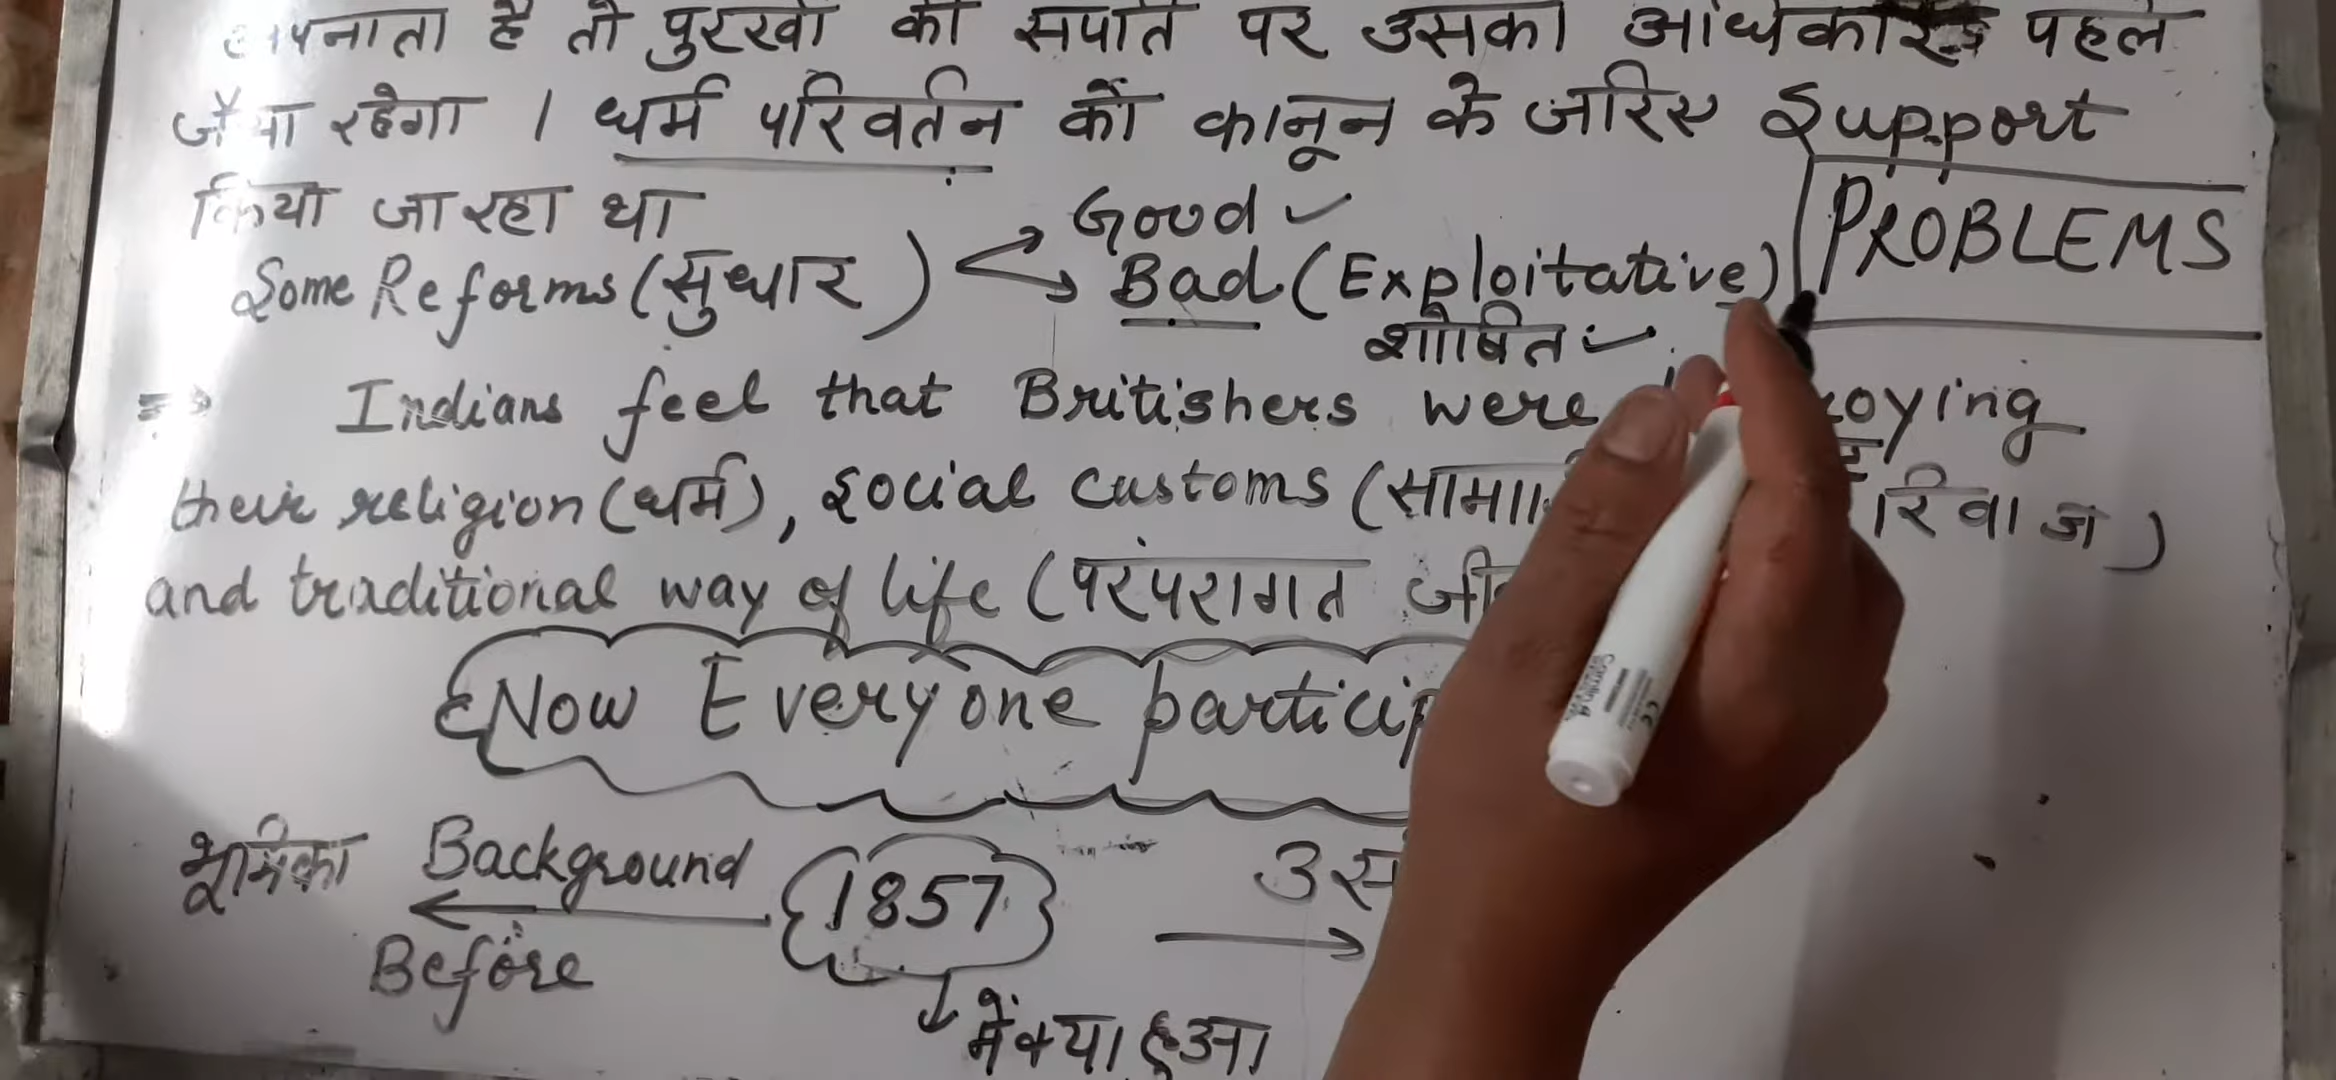 अपनाता है तो पुरखों की संपत्ति पर उसका अधिकार पहले
जैसा रहेगा । धर्म परिवर्तन को कानून के जरिए Support
किया जा रहा था
Good
PROBLEMS
Some Reforms (सुधार) Bad (Exploitative)
शोषित
⇒ Indians feel that Britishers were
their religion (धर्म), social customs (
रिवाज)
and traditional way of life (परंपरागत
Now Everyone
भूमिका Background 1857
Before
में क्या हुआ